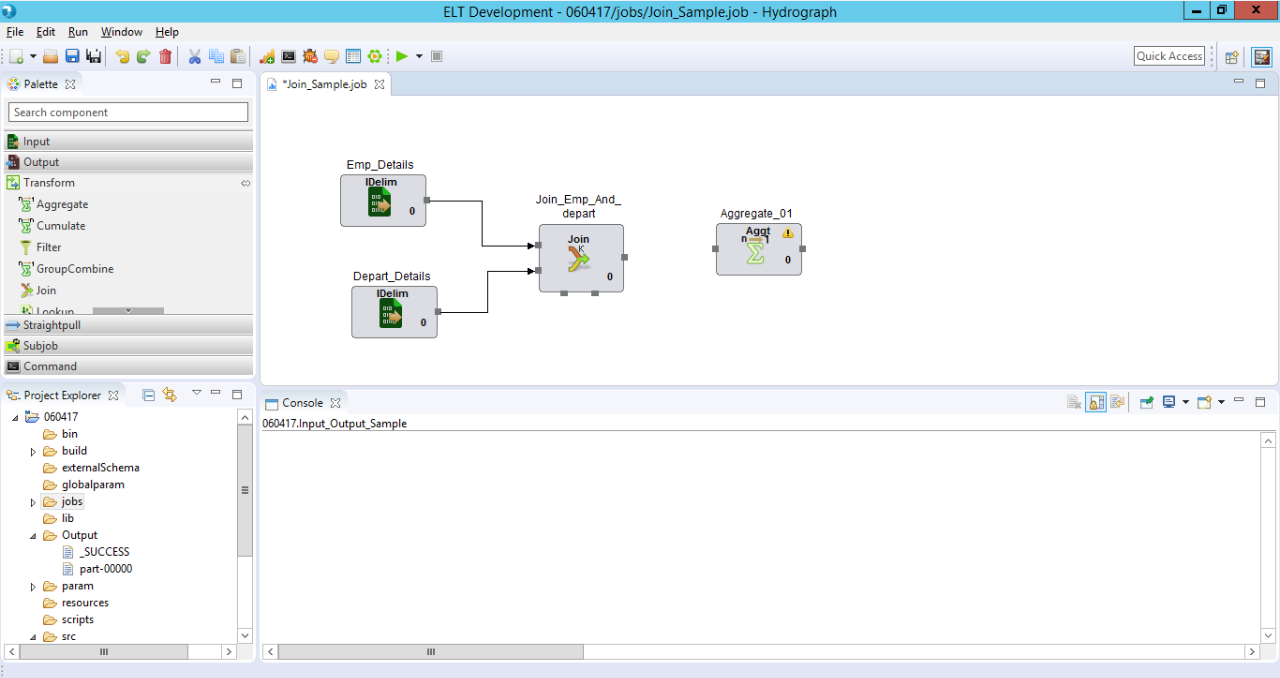 ELT Development - 060417/jobs/Join_Sample.job - Hydrograph
File Edit Run Window Help
Quick Access
Palette
*Join_Sample.job
Search component
Input
Output
Transform
Aggregate
Cumulate
Filter
GroupCombine
Join
Lookup
Straightpull
Subjob
Command
Emp_Details
IDelim
0
Depart_Details
IDelim
0
Join_Emp_And_
depart
Join
K
0
Aggregate_01
Aggt
n 1
0
Project Explorer
060417
bin
build
externalSchema
globalparam
jobs
lib
Output
_SUCCESS
part-00000
param
resources
scripts
src
Console
060417.Input_Output_Sample